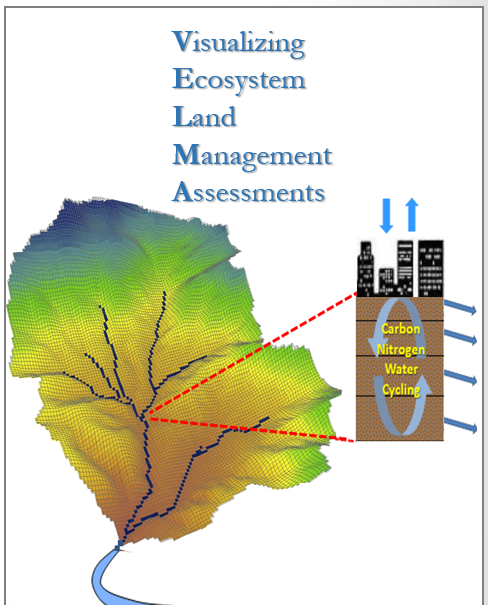 Visualizing
Ecosystem
Land
Management
Assessments
Carbon
Nitrogen
Water
Cycling